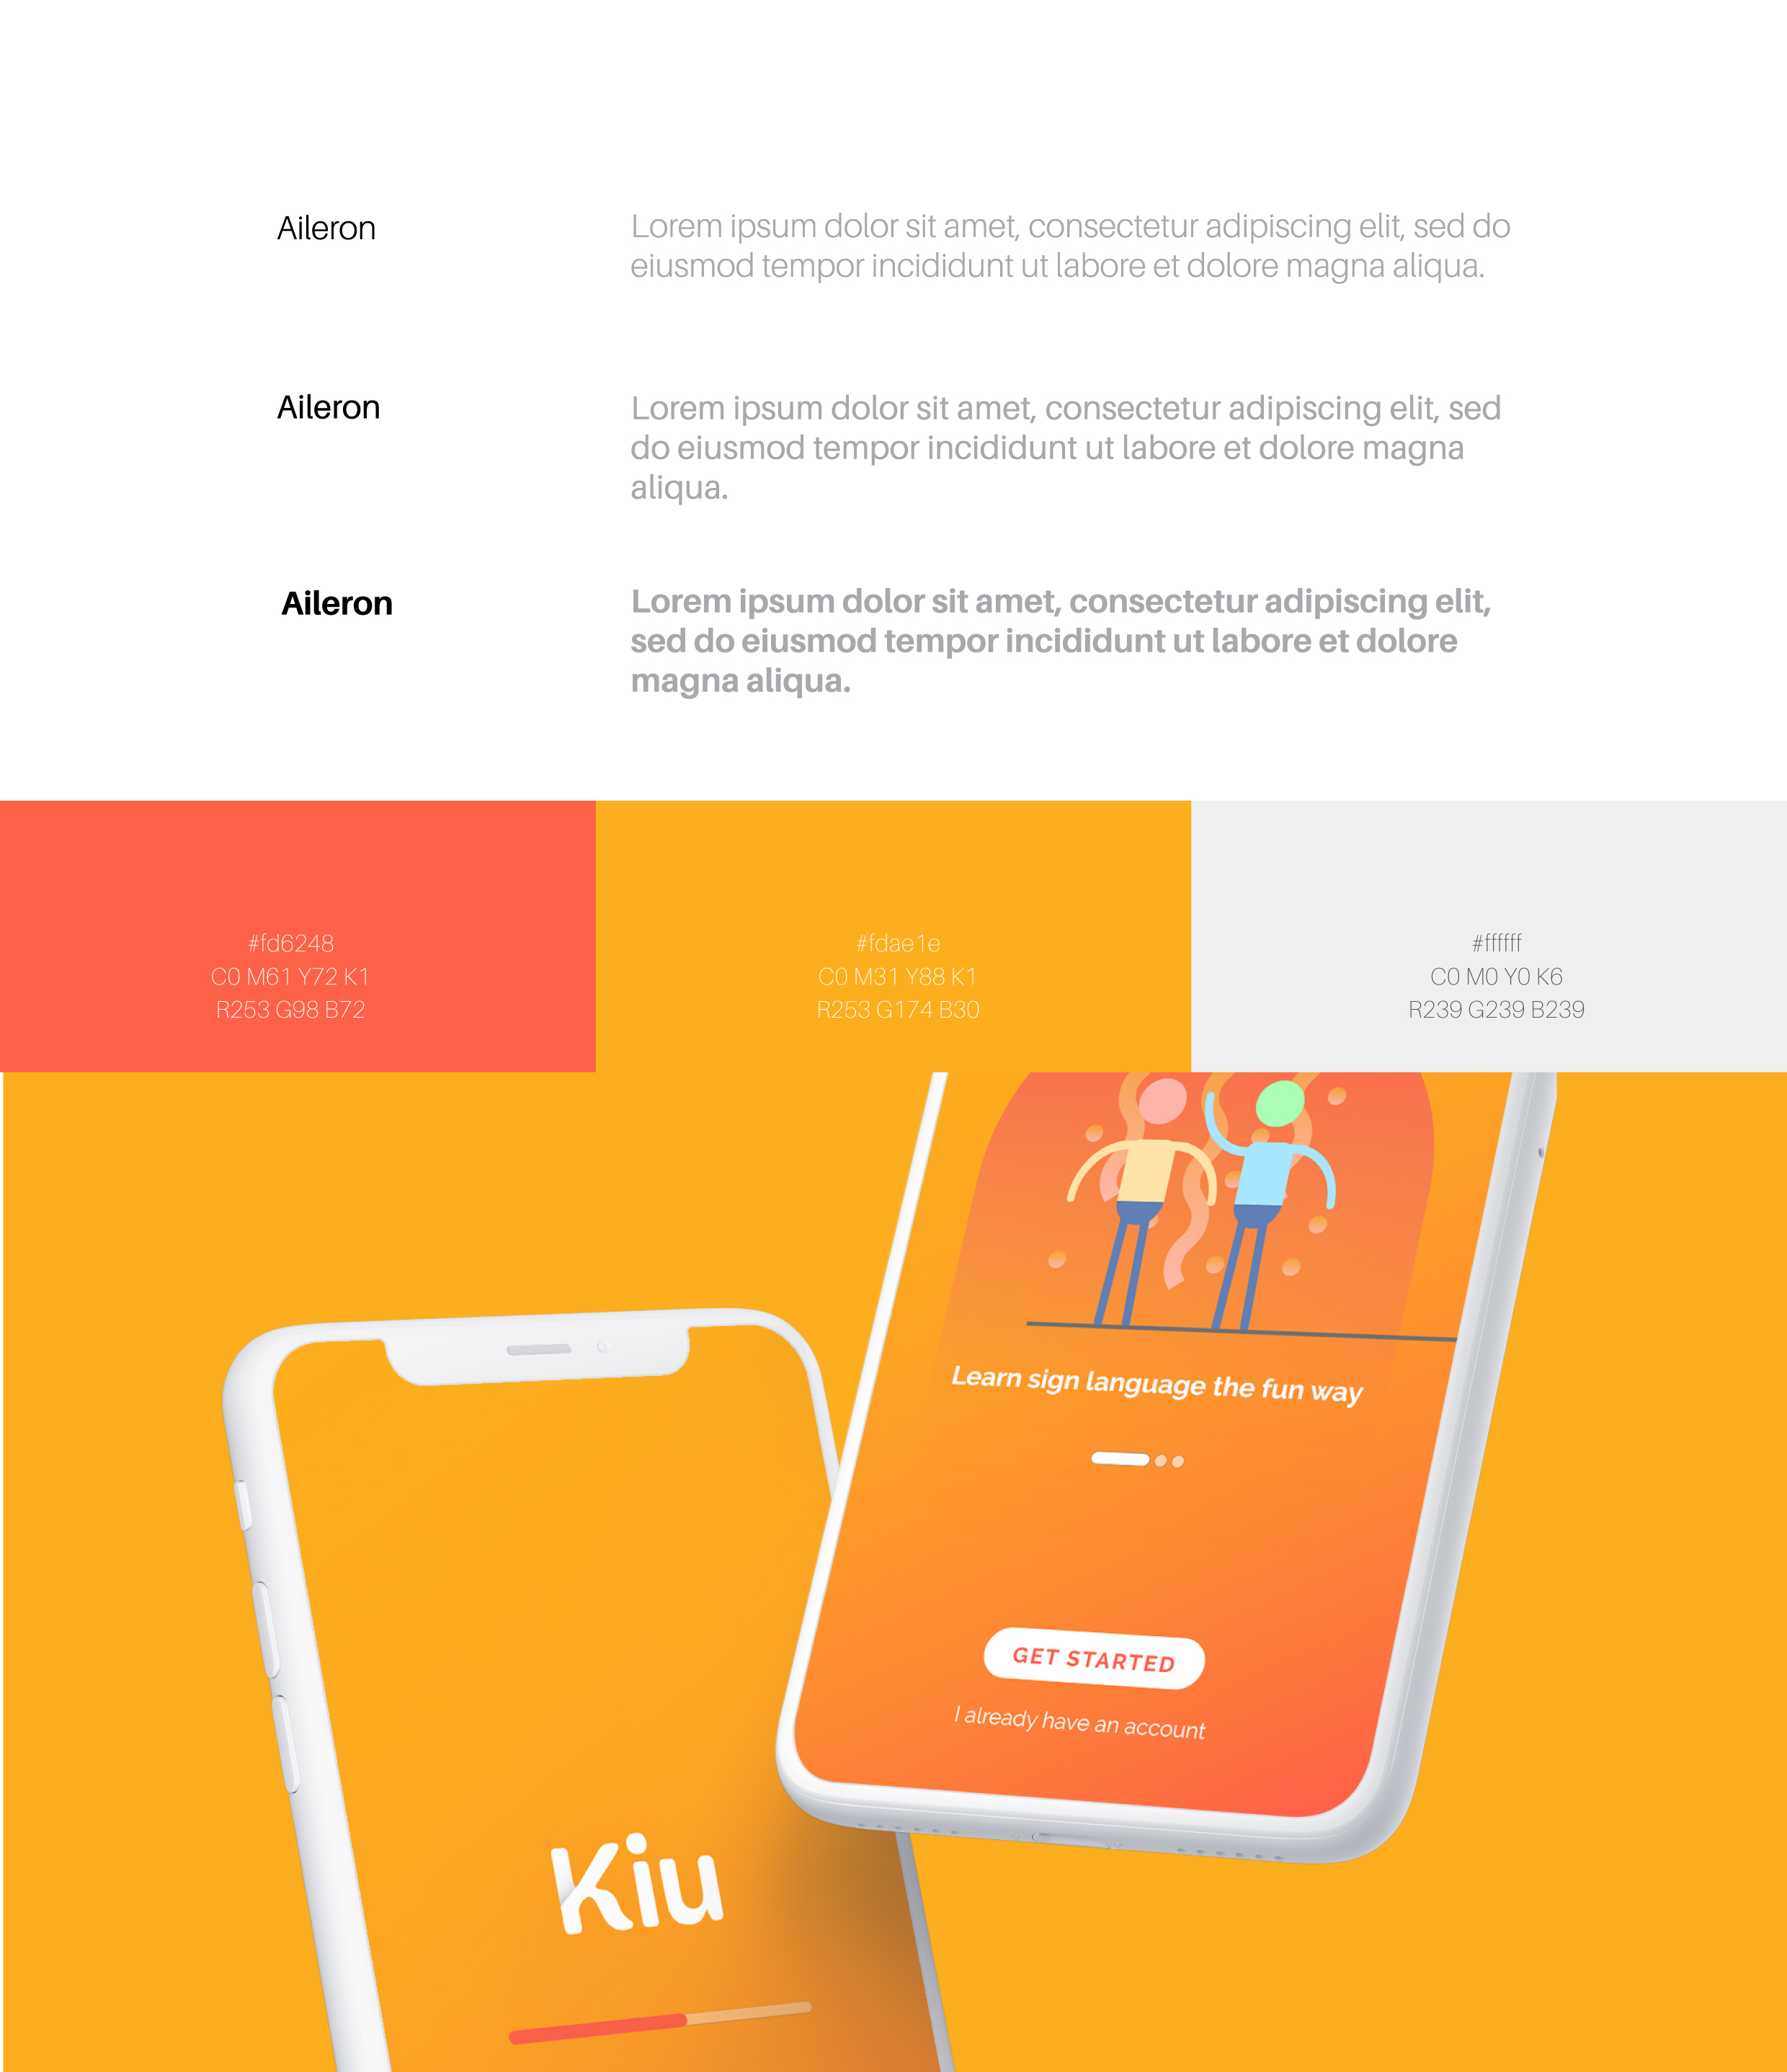 Aileron
Lorem ipsum dolor sit amet, consectetur adipiscing elit, sed do
eiusmod tempor incididunt ut labore et dolore magna aliqua.
Aileron
Lorem ipsum dolor sit amet, consectetur adipiscing elit, sed
do eiusmod tempor incididunt ut labore et dolore magna
aliqua.
Aileron
Lorem ipsum dolor sit amet, consectetur adipiscing elit,
sed do eiusmod tempor incididunt ut labore et dolore
magna aliqua.
#fd6248
C0 M61 Y72 K1
R253 G98 B72
#fdae1e
C0 M31 Y88 K1
R253 G174 B30
#ffffff
C0 M0 Y0 K6
R239 G239 B239
Learn sign language the fun way
GET STARTED
I already have an account
Kiu